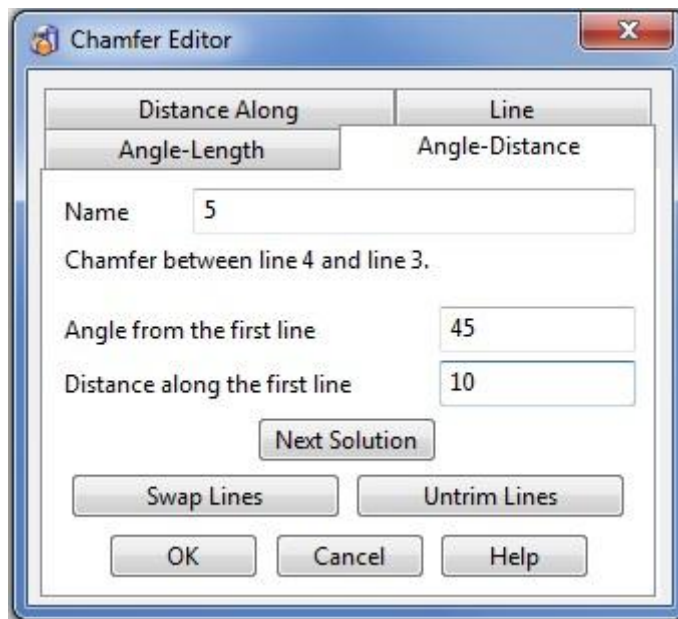 Chamfer Editor
Distance Along Line
Angle-Length Angle-Distance
Name 5
Chamfer between line 4 and line 3.
Angle from the first line 45
Distance along the first line 10
Next Solution
Swap Lines Untrim Lines
OK Cancel Help